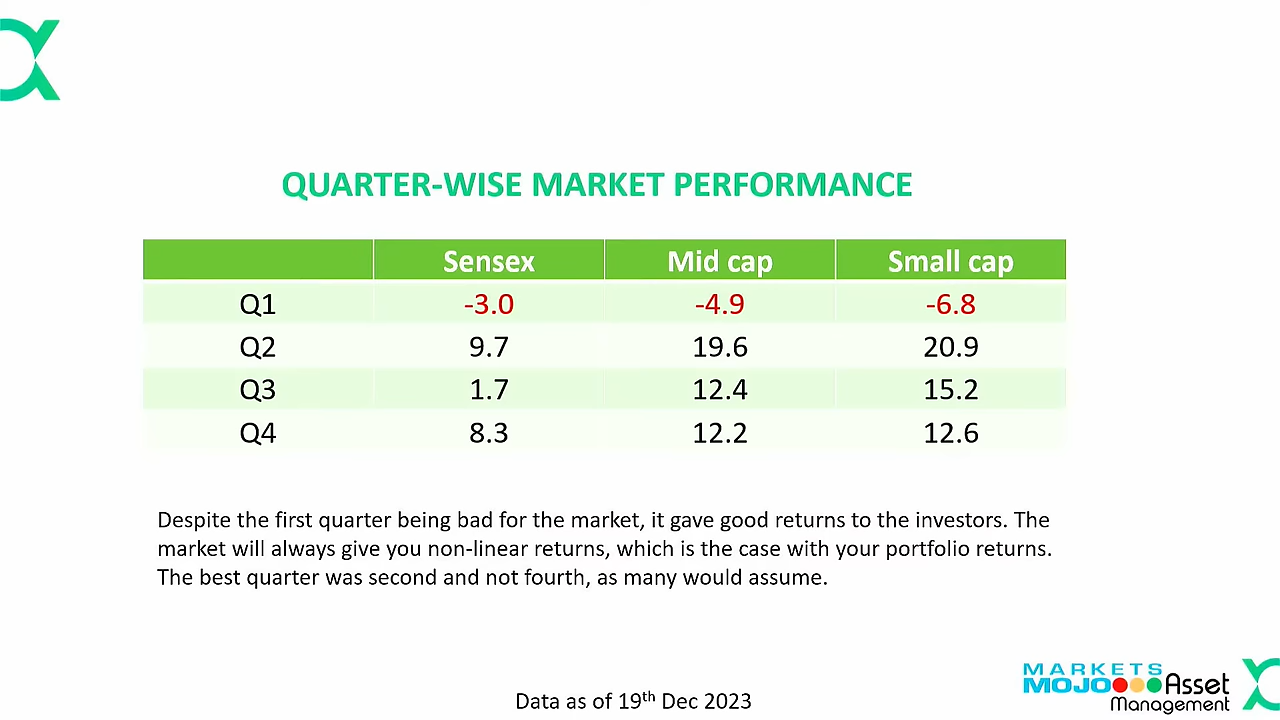 QUARTER-WISE MARKET PERFORMANCE
Sensex Mid cap Small cap
Q1 -3.0 -4.9 -6.8
Q2 9.7 19.6 20.9
Q3 1.7 12.4 15.2
Q4 8.3 12.2 12.6
Despite the first quarter being bad for the market, it gave good returns to the investors. The
market will always give you non-linear returns, which is the case with your portfolio returns.
The best quarter was second and not fourth, as many would assume.
Data as of 19th Dec 2023
MARKETS
MOJO Asset
Management